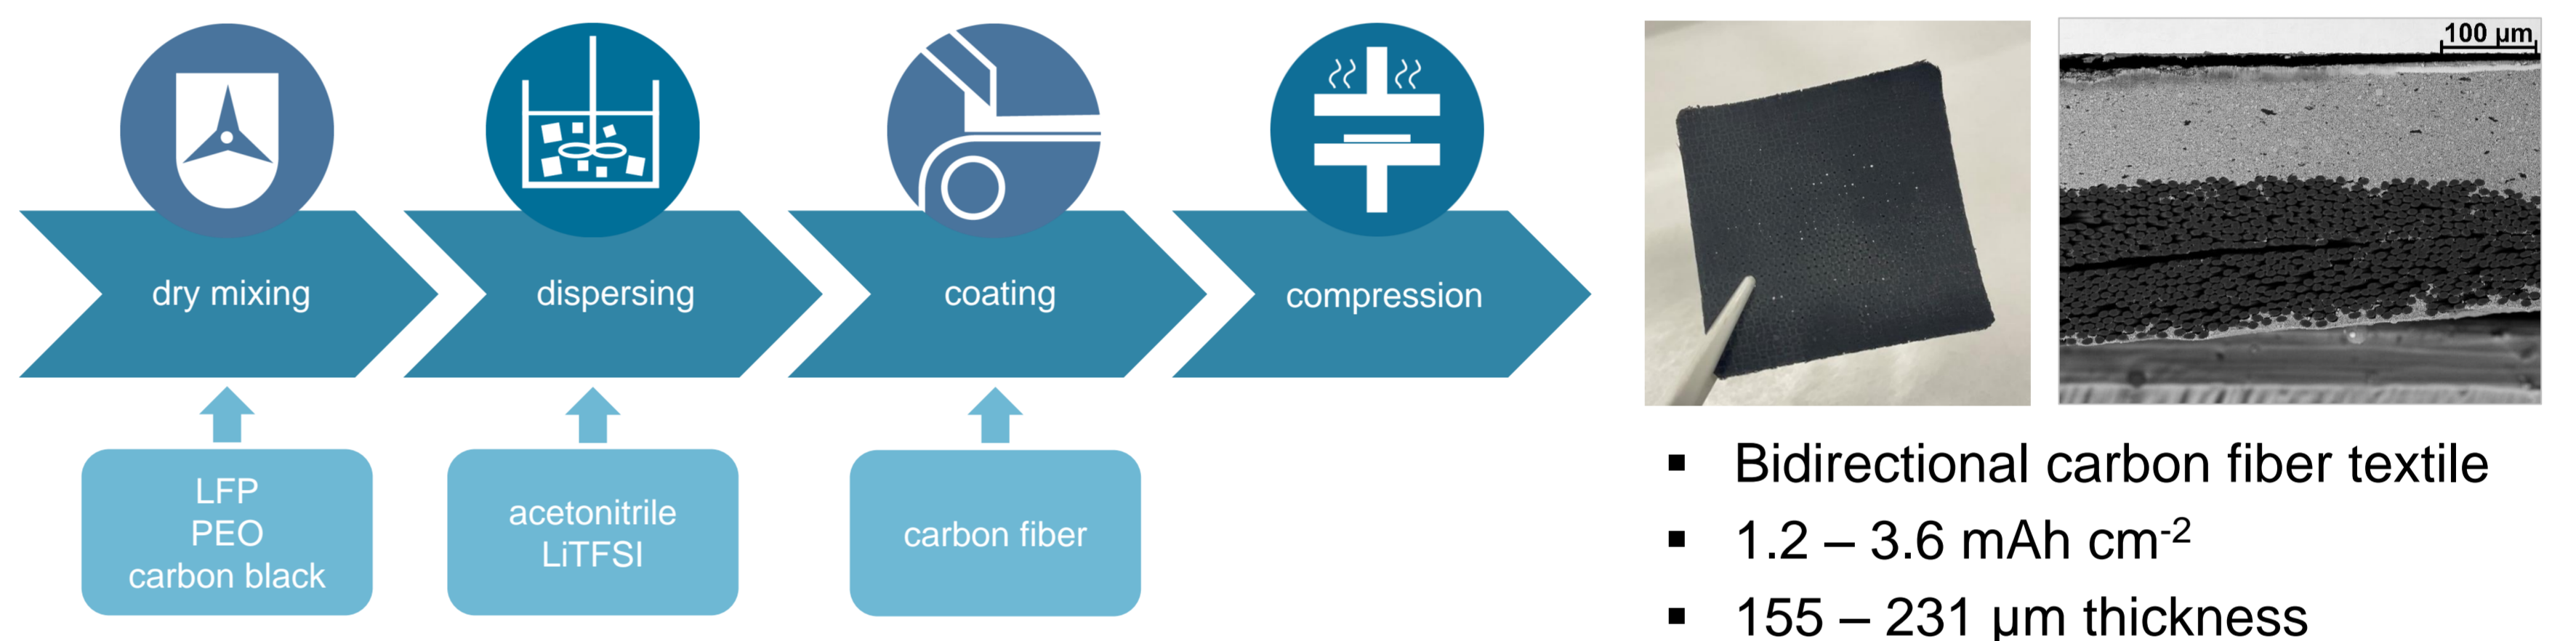 dry mixing
dispersing
coating
compression
LFP
PEO
carbon black
acetonitrile
LiTFSI
carbon fiber
100 µm
▪ Bidirectional carbon fiber textile
▪ 1.2 – 3.6 mAh cm⁻²
▪ 155 – 231 µm thickness